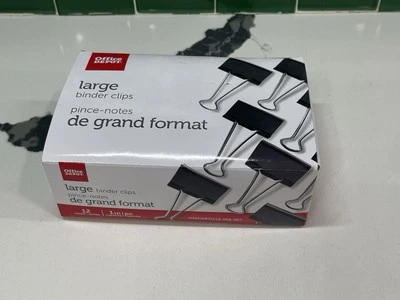 Office
DEPOT
large
binder clips
pince-notes
de grand format
Office
DEPOT
large binder clips
pince-notes
de grand format
12